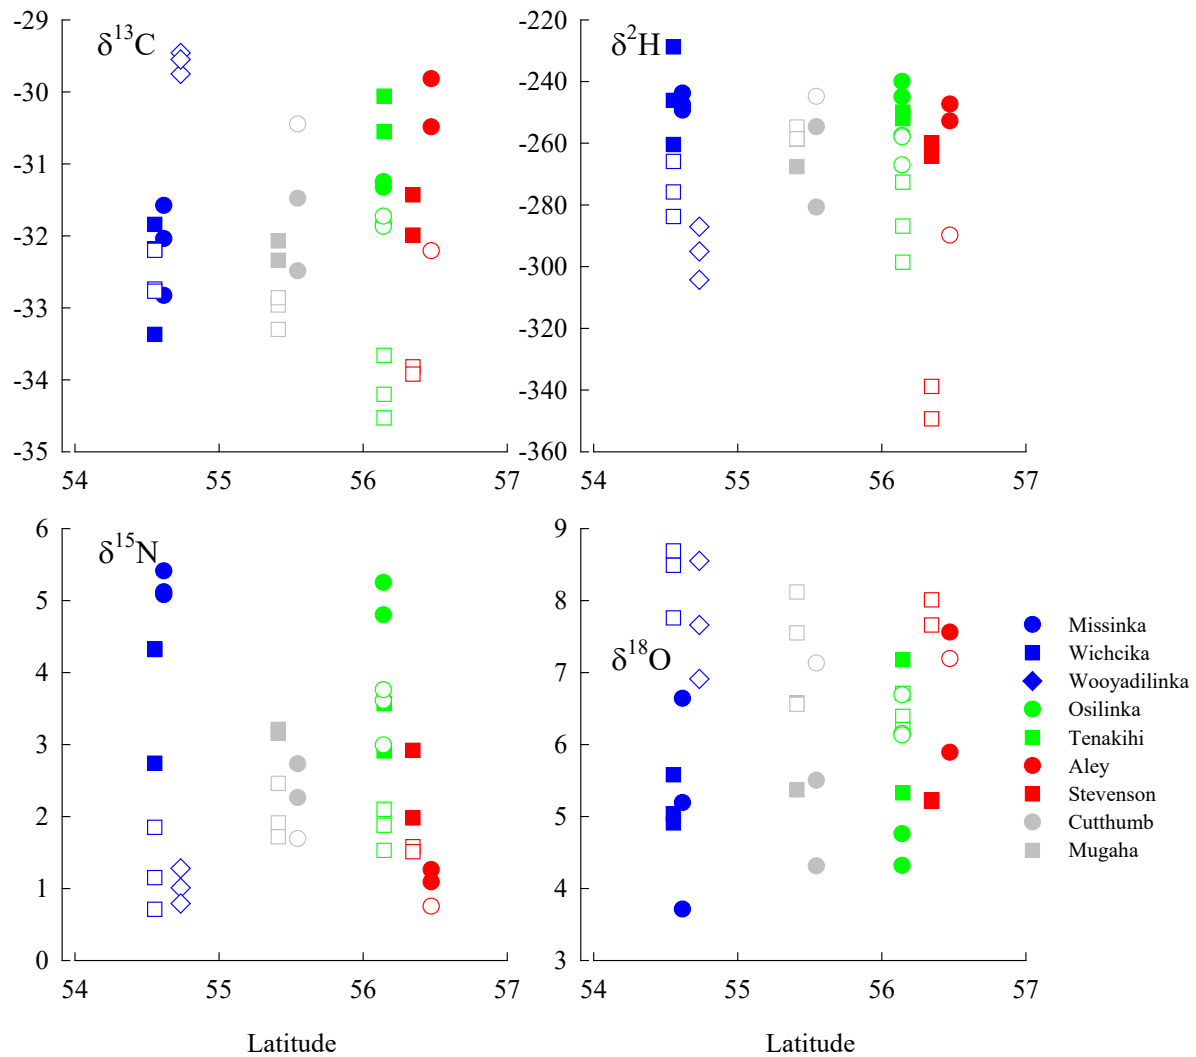 -29
-30
-31
-32
-33
-34
-35
δ13C
54 55 56 57
-220
-240
-260
-280
-300
-320
-340
-360
δ2H
54 55 56 57
6
5
4
3
2
1
0
δ15N
54 55 56 57
Latitude
9
8
7
6
5
4
3
δ18O
54 55 56 57
Latitude
Missinka
Wichcika
Wooyadilinka
Osilinka
Tenakihi
Aley
Stevenson
Cutthumb
Mugaha